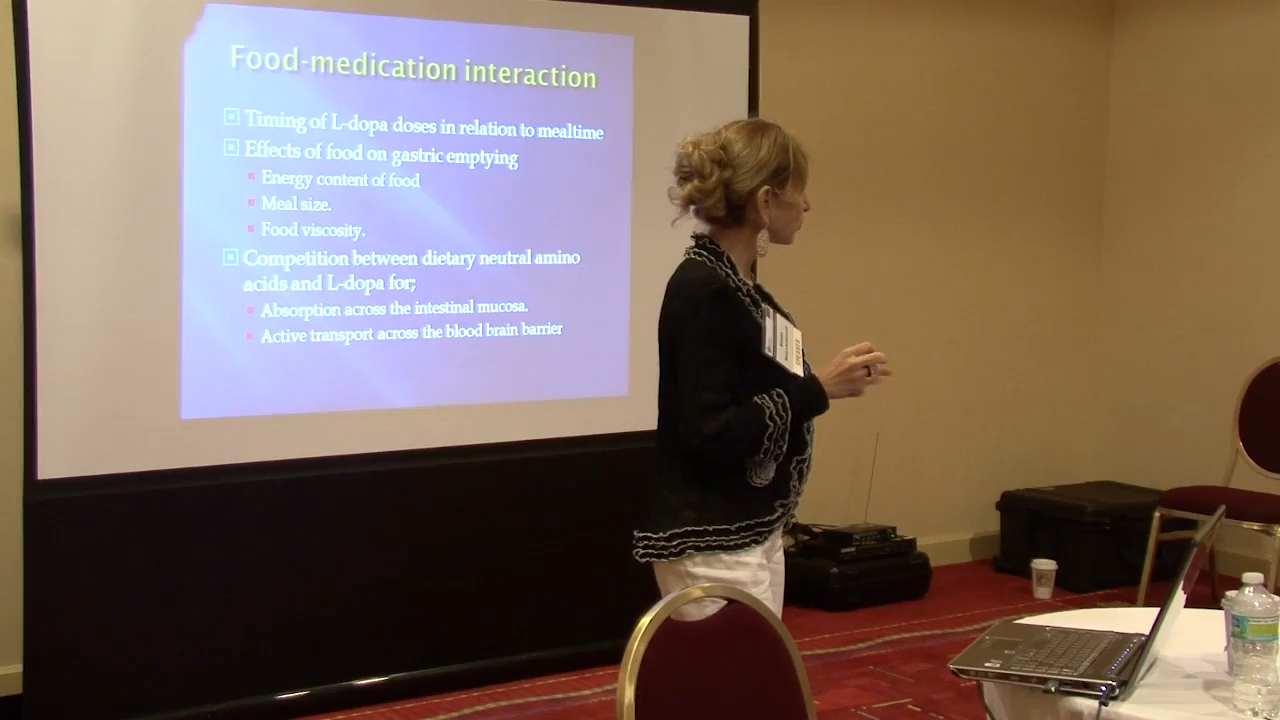 Food-medication interaction
Timing of L-dopa doses in relation to mealtime
Effects of food on gastric emptying
Energy content of food
Meal size.
Food viscosity.
Competition between dietary neutral amino
acids and L-dopa for;
Absorption across the intestinal mucosa.
Active transport across the blood brain barrier
SPEAKER